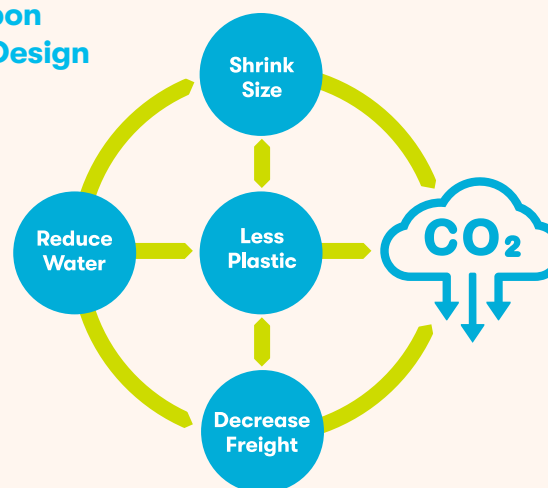 Design
Shrink
Size
Reduce
Water
Less
Plastic
CO₂
Decrease
Freight